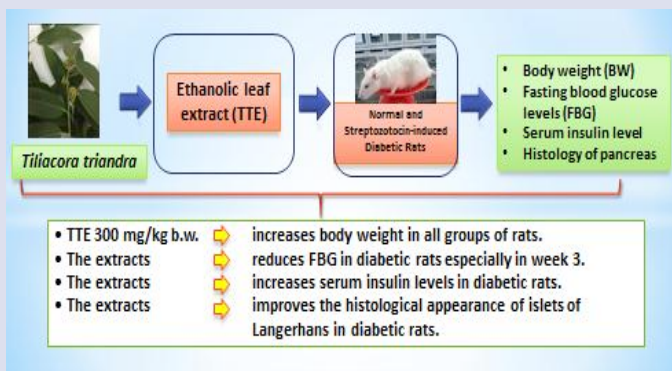 Tiliacora triandra
Ethanolic leaf
extract (TTE)
Normal and
Streptozotocin-induced
Diabetic Rats
• Body weight (BW)
• Fasting blood glucose
levels (FBG)
• Serum insulin level
• Histology of pancreas
• TTE 300 mg/kg b.w. increases body weight in all groups of rats.
• The extracts reduces FBG in diabetic rats especially in week 3.
• The extracts increases serum insulin levels in diabetic rats.
• The extracts improves the histological appearance of islets of
Langerhans in diabetic rats.